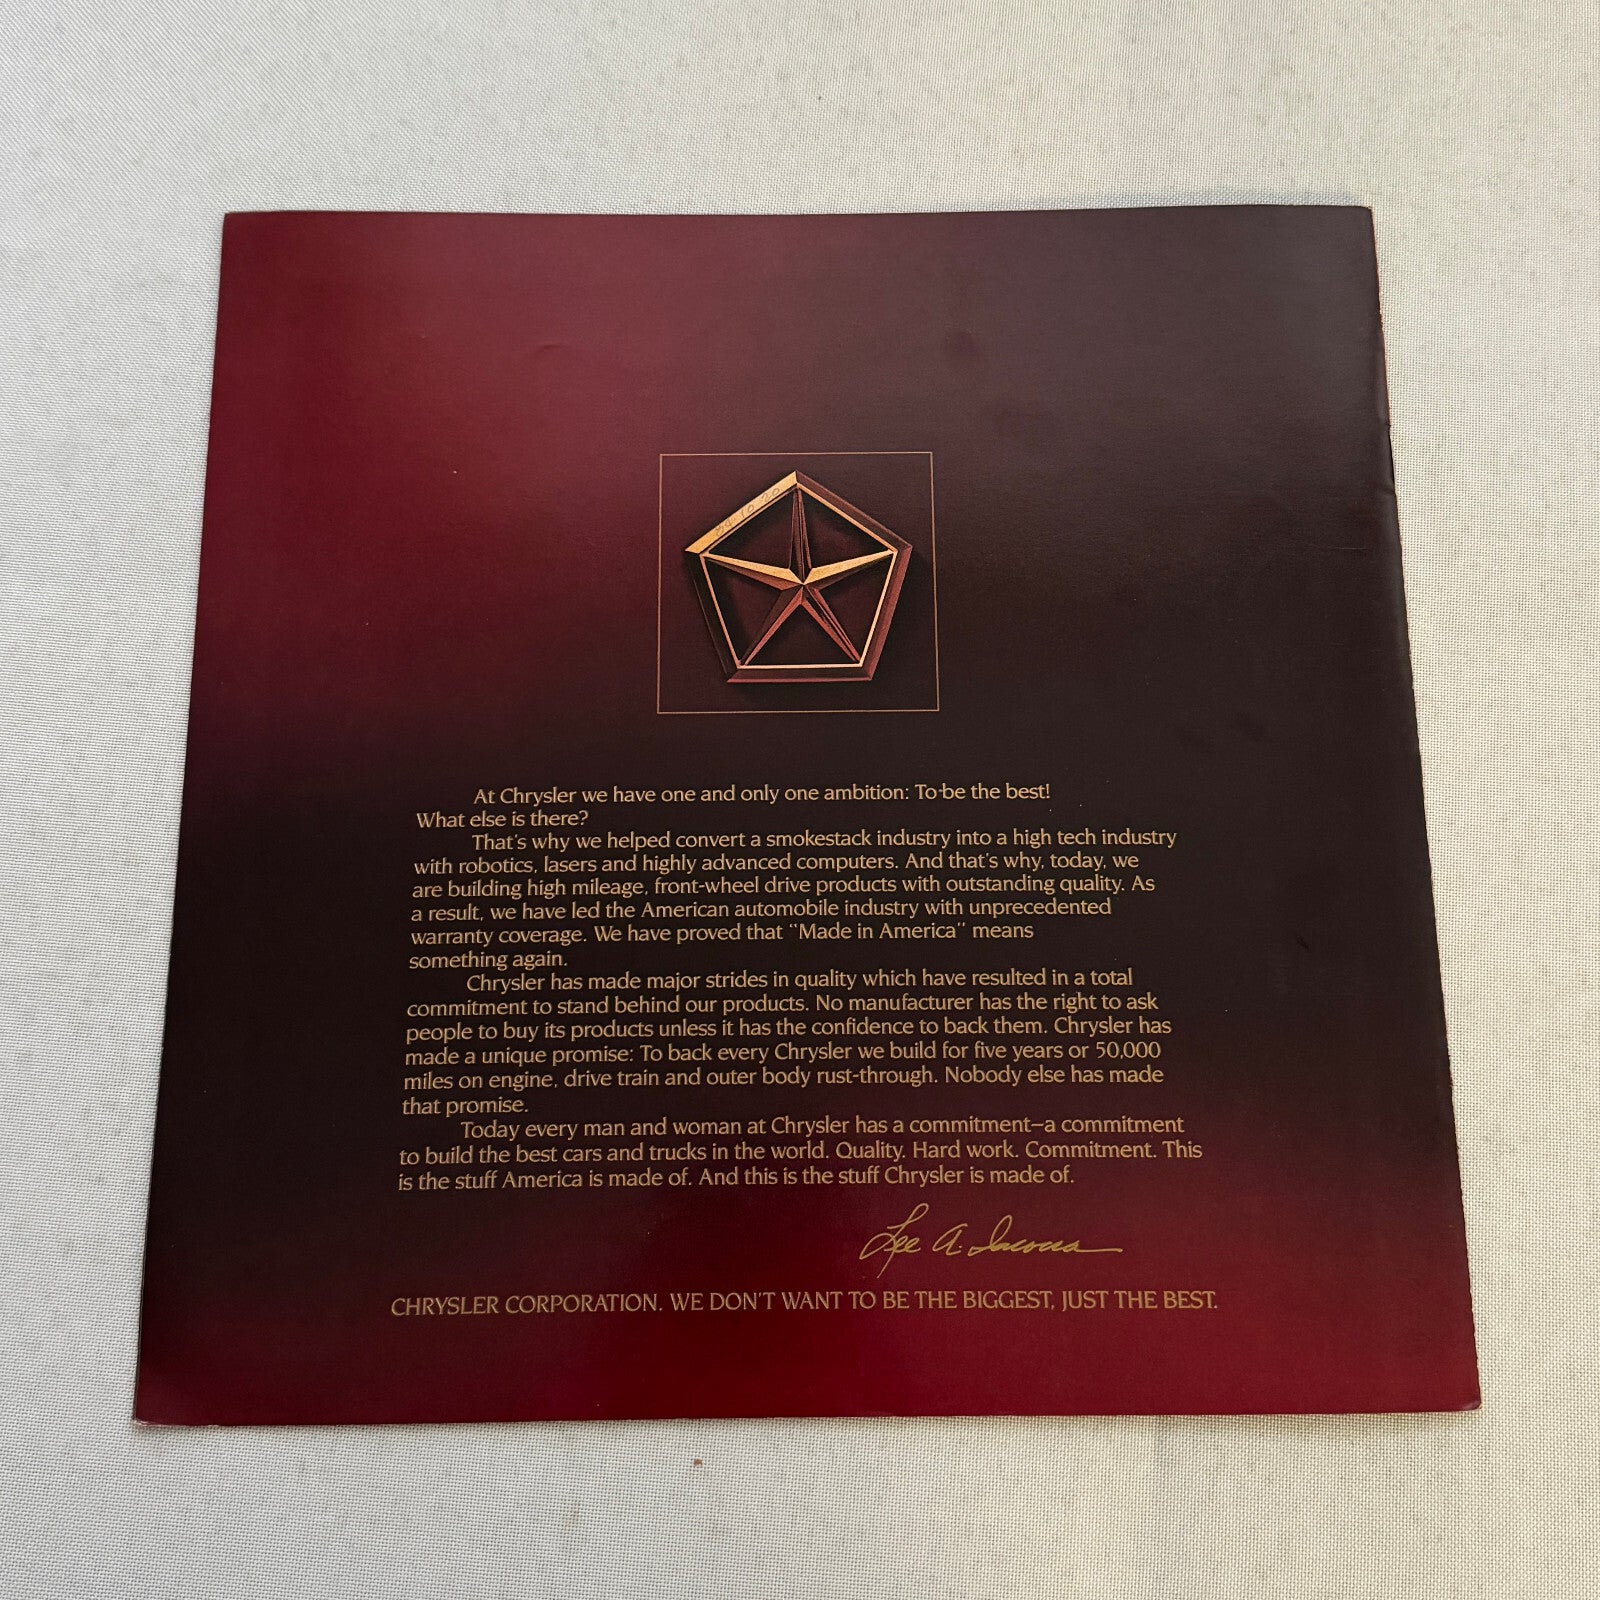 84 10 20
At Chrysler we have one and only one ambition: To be the best!
What else is there?
That's why we helped convert a smokestack industry into a high tech industry
with robotics, lasers and highly advanced computers. And that's why, today, we
are building high mileage, front-wheel drive products with outstanding quality. As
a result, we have led the American automobile industry with unprecedented
warranty coverage. We have proved that "Made in America" means
something again.
Chrysler has made major strides in quality which have resulted in a total
commitment to stand behind our products. No manufacturer has the right to ask
people to buy its products unless it has the confidence to back them. Chrysler has
made a unique promise: To back every Chrysler we build for five years or 50,000
miles on engine, drive train and outer body rust-through. Nobody else has made
that promise.
Today every man and woman at Chrysler has a commitment—a commitment
to build the best cars and trucks in the world. Quality. Hard work. Commitment. This
is the stuff America is made of. And this is the stuff Chrysler is made of.
Lee A. Iacocca
CHRYSLER CORPORATION. WE DON'T WANT TO BE THE BIGGEST, JUST THE BEST.